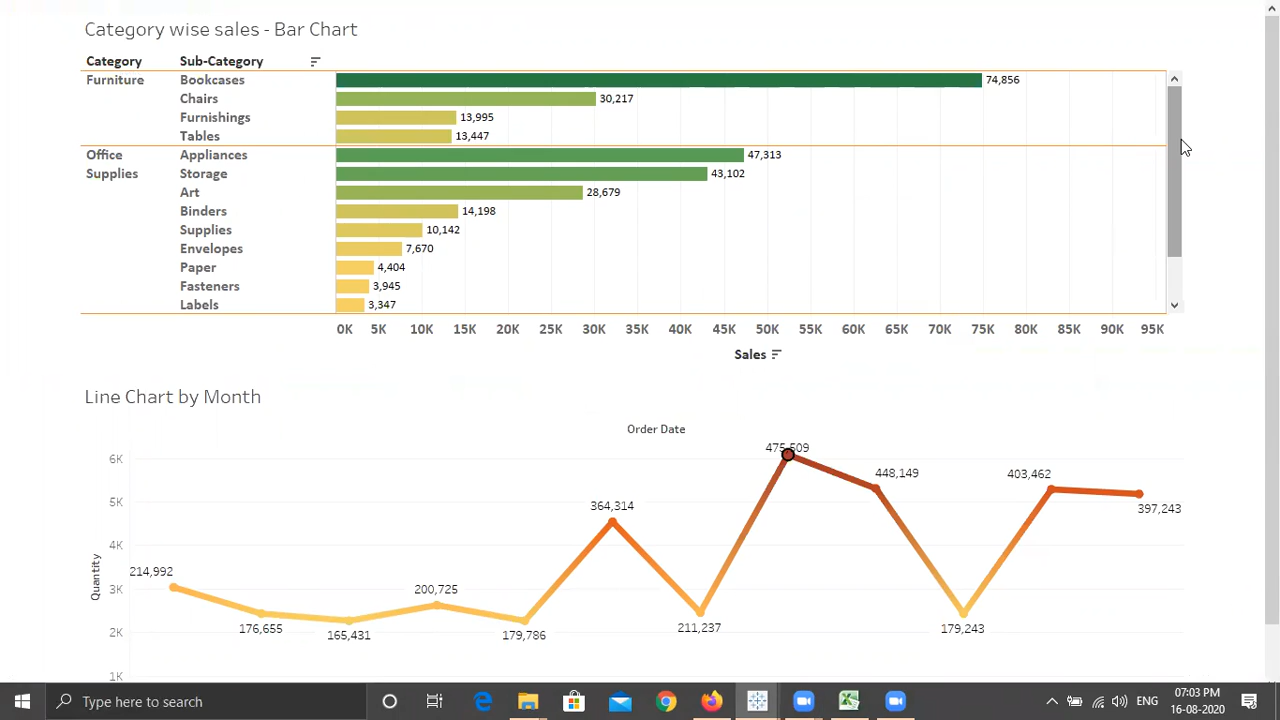 Category wise sales - Bar Chart
Category Sub-Category
Furniture Bookcases 74,856
Chairs 30,217
Furnishings 13,995
Tables 13,447
Office Appliances 47,313
Supplies Storage 43,102
Art 28,679
Binders 14,198
Supplies 10,142
Envelopes 7,670
Paper 4,404
Fasteners 3,945
Labels 3,347
0K 5K 10K 15K 20K 25K 30K 35K 40K 45K 50K 55K 60K 65K 70K 75K 80K 85K 90K 95K
Sales
Line Chart by Month
Order Date
6K
5K
4K
3K
2K
1K
Quantity
214,992
176,655
165,431
200,725
179,786
364,314
211,237
475,509
448,149
179,243
403,462
397,243
Type here to search
ENG
07:03 PM
16-08-2020